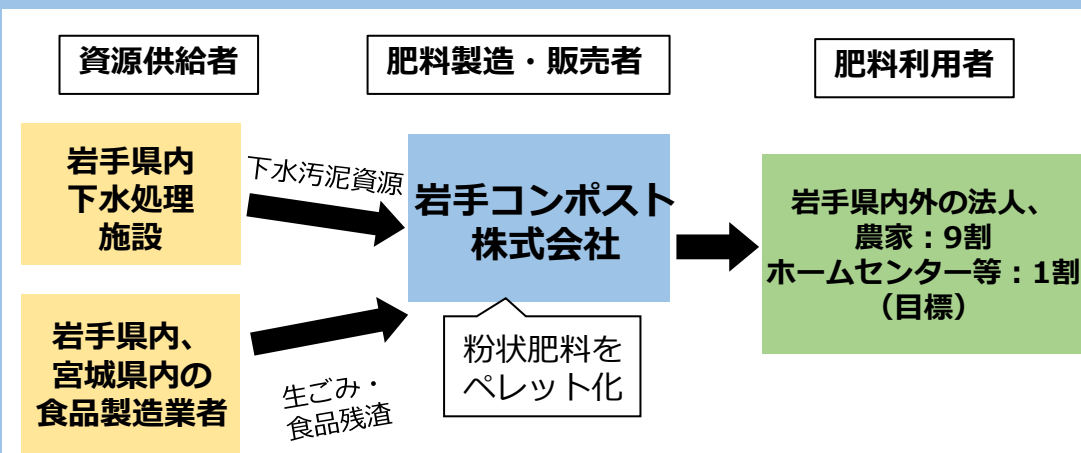 資源供給者
肥料製造・販売者
肥料利用者
岩手県内
下水処理
施設
下水汚泥資源
岩手コンポスト
株式会社
岩手県内外の法人、
農家：9割
ホームセンター等：1割
（目標）
岩手県内、
宮城県内の
食品製造業者
生ごみ・
食品残渣
粉状肥料を
ペレット化